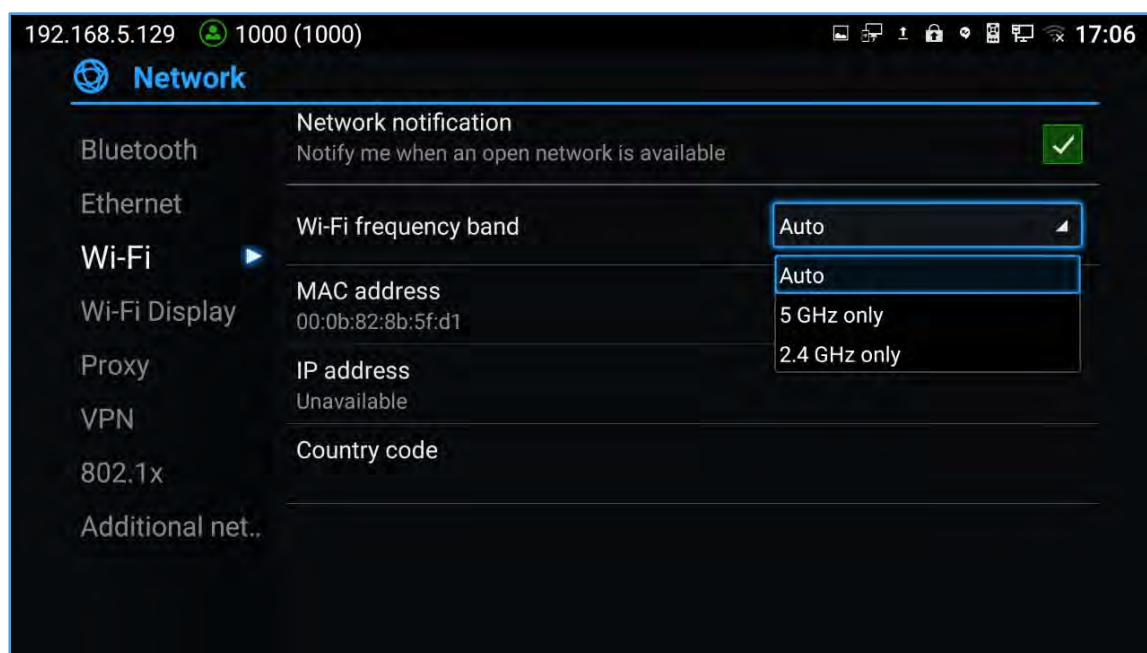 192.168.5.129 1000 (1000) 17:06
Network
Bluetooth
Ethernet
Wi-Fi
Wi-Fi Display
Proxy
VPN
802.1x
Additional net..
Network notification
Notify me when an open network is available
Wi-Fi frequency band
Auto
Auto
5 GHz only
2.4 GHz only
MAC address
00:0b:82:8b:5f:d1
IP address
Unavailable
Country code